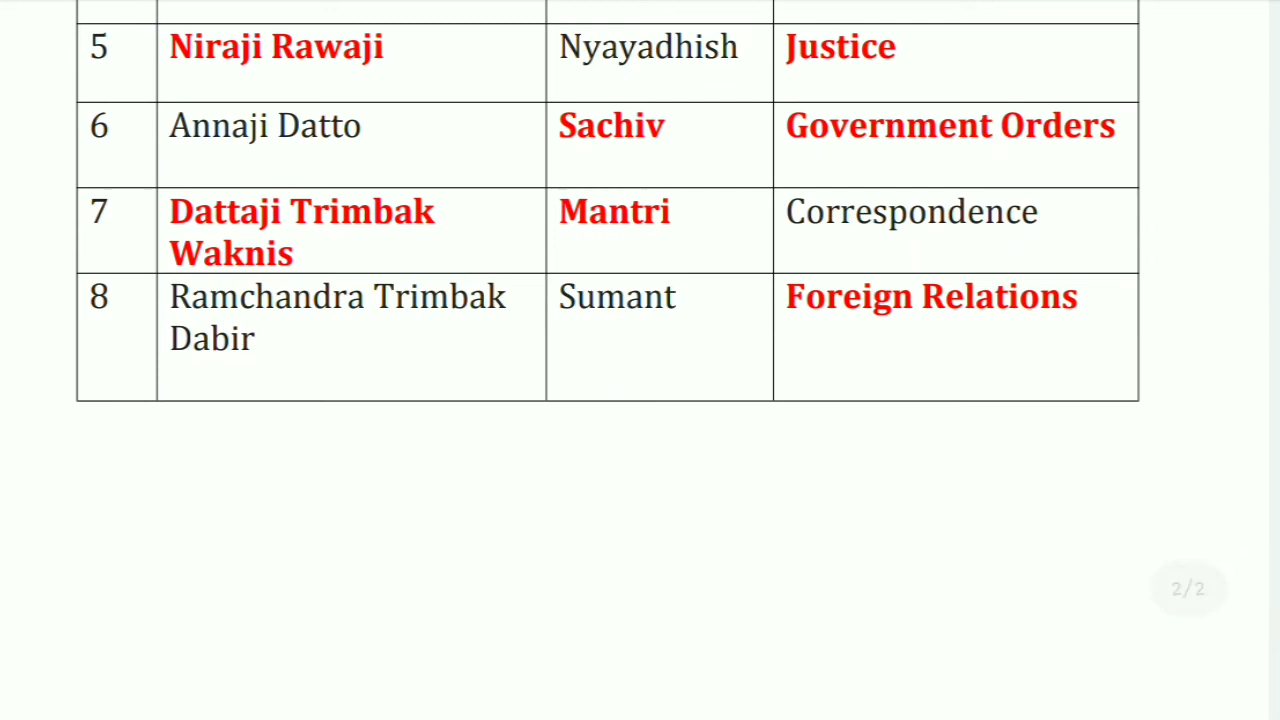 5 Niraji Rawaji Nyayadhish Justice
6 Annaji Datto Sachiv Government Orders
7 Dattaji Trimbak Mantri Correspondence
Waknis
8 Ramchandra Trimbak Sumant Foreign Relations
Dabir
2/2